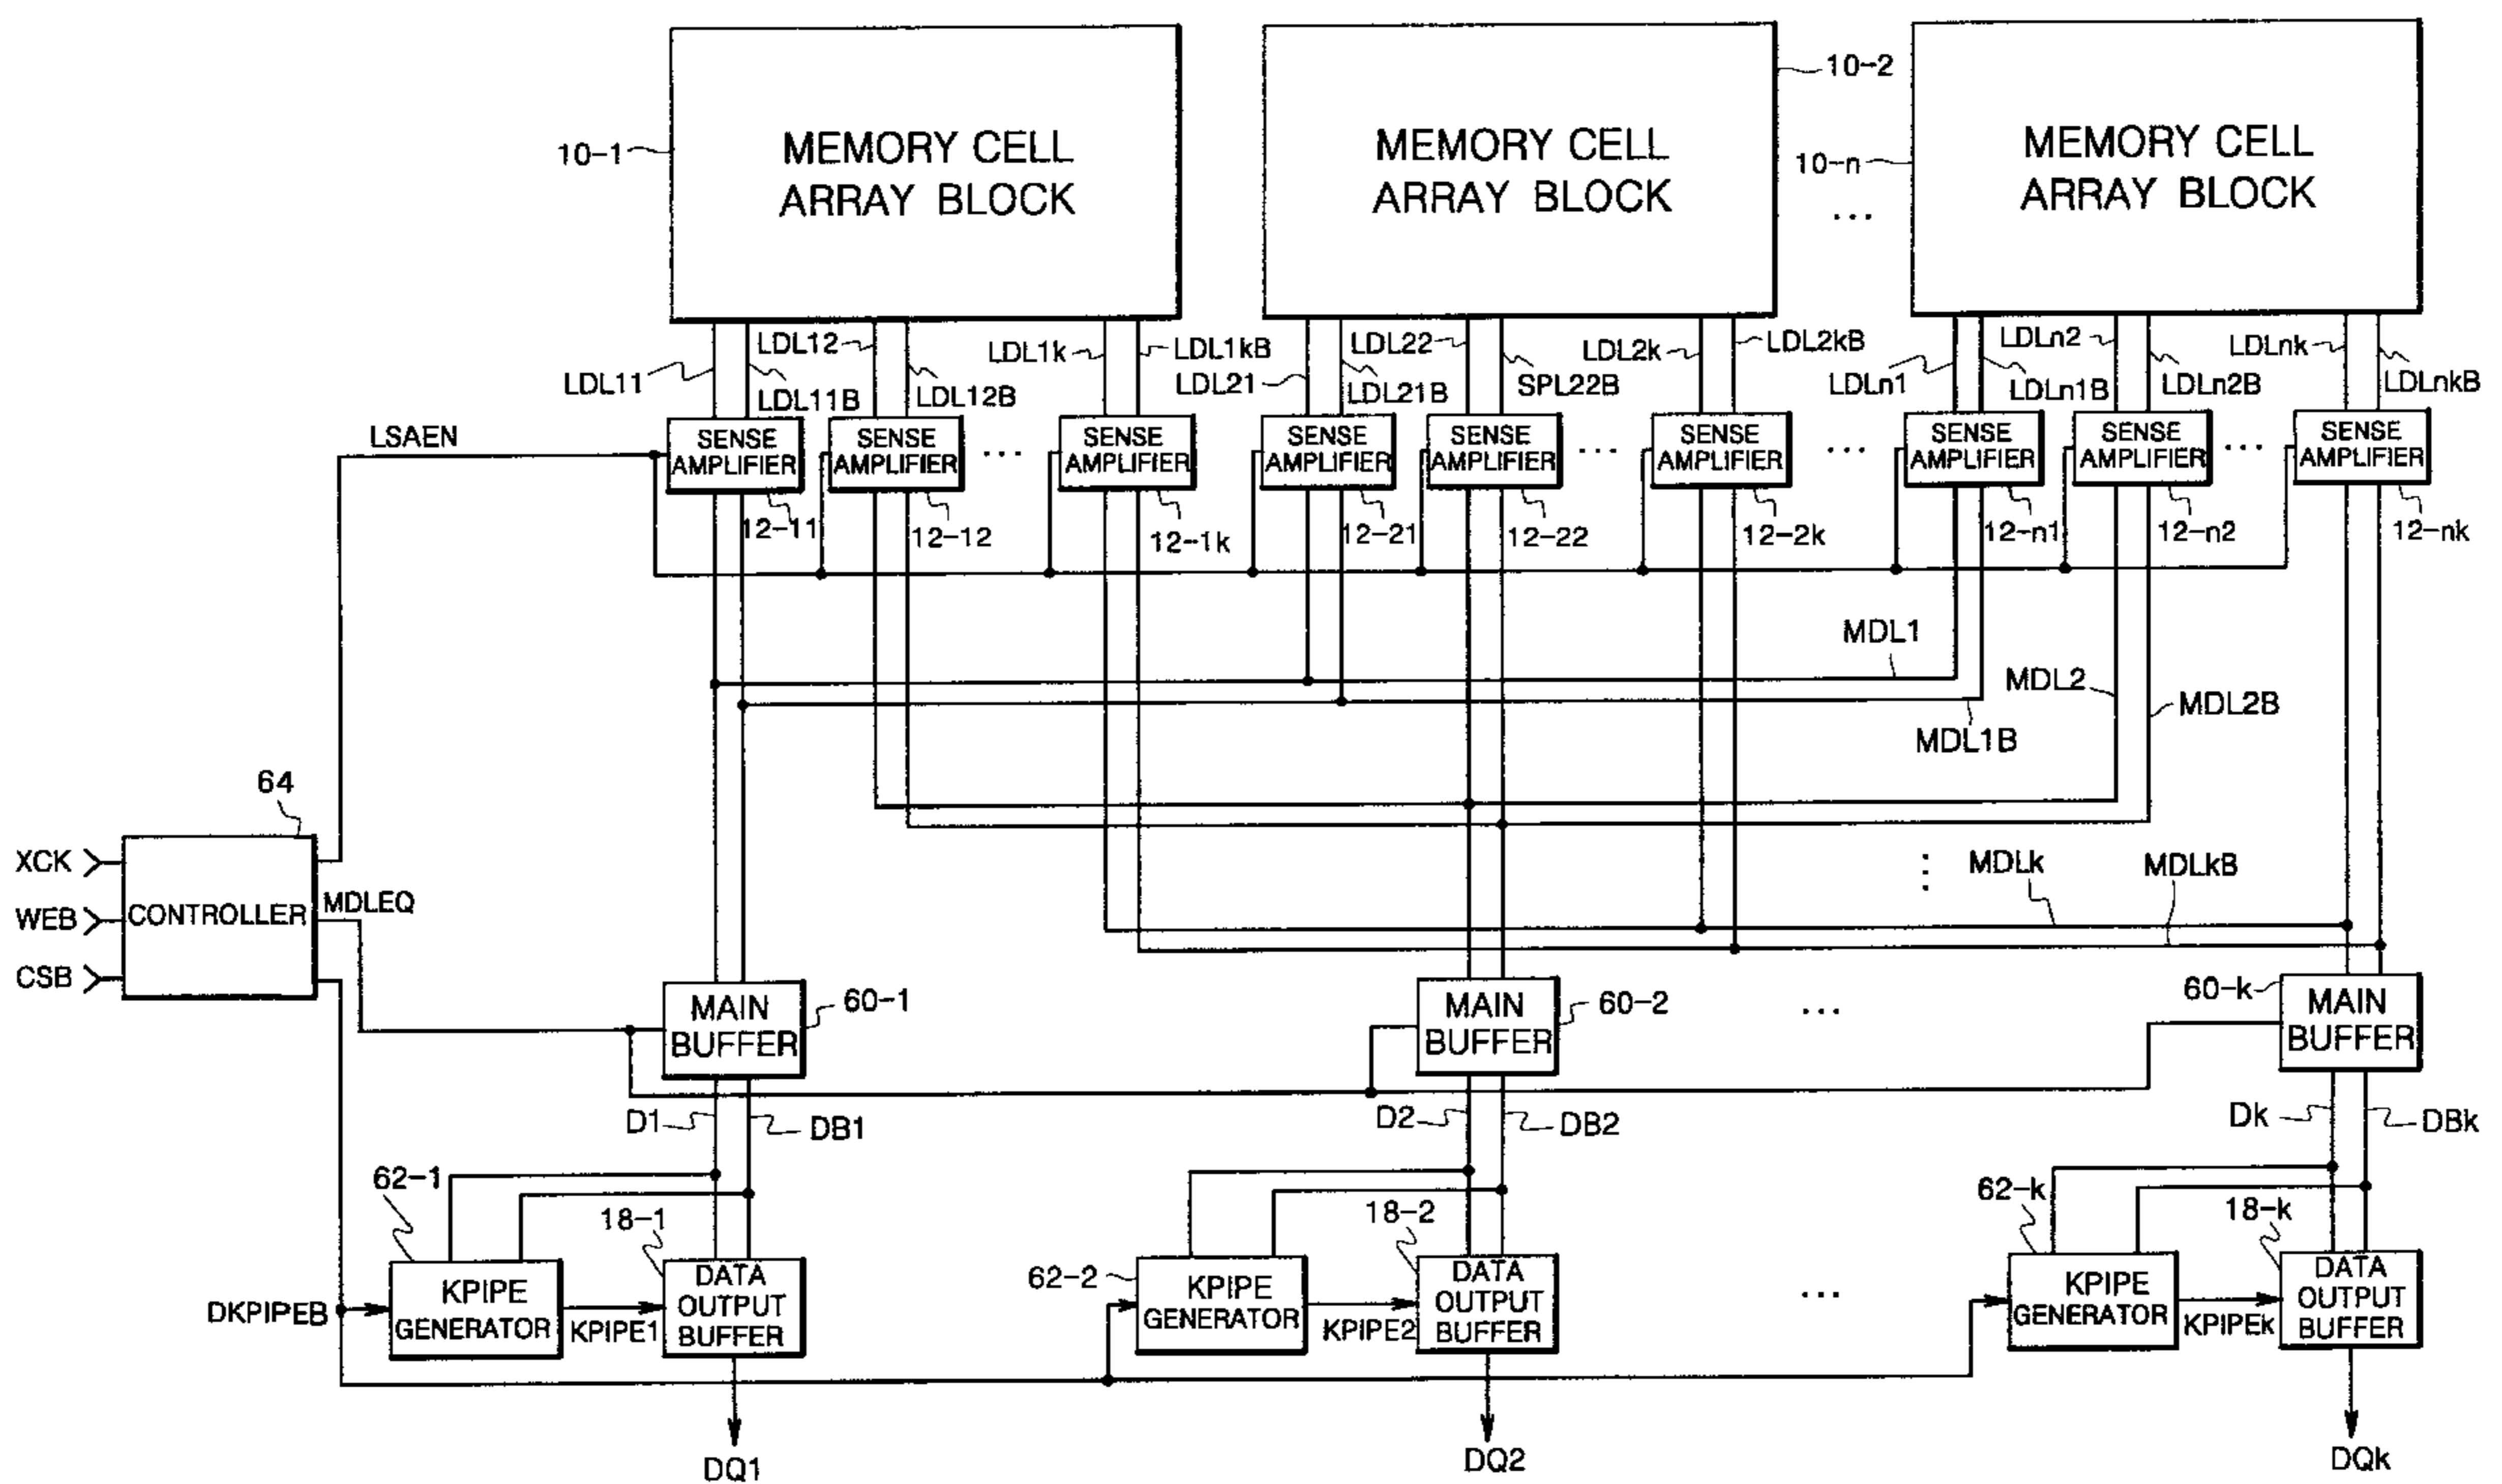 MEMORY CELL
ARRAY BLOCK
10-1
MEMORY CELL
ARRAY BLOCK
10-2
10-n
...
MEMORY CELL
ARRAY BLOCK
LDL11
LDL11B
LDL12
LDL12B
LDL1k
LDL1kB
LDL21
LDL21B
LDL22
SPL22B
LDL2k
LDL2kB
LDLn1
LDLn1B
LDLn2
LDLn2B
LDLnk
LDLnkB
LSAEN
SENSE
AMPLIFIER
SENSE
AMPLIFIER
...
SENSE
AMPLIFIER
SENSE
AMPLIFIER
SENSE
AMPLIFIER
...
SENSE
AMPLIFIER
...
SENSE
AMPLIFIER
SENSE
AMPLIFIER
...
SENSE
AMPLIFIER
12-11
12-12
12-1k
12-21
12-22
12-2k
12-n1
12-n2
12-nk
MDL1
MDL2
MDL2B
MDL1B
64
XCK
WEB
CSB
CONTROLLER
MDLEQ
MDLk
MDLkB
MAIN
BUFFER
60-1
MAIN
BUFFER
60-2
...
60-k
MAIN
BUFFER
D1
DB1
D2
DB2
Dk
DBk
62-1
18-1
18-2
62-k
18-k
DKPIPEB
KPIPE
GENERATOR
KPIPE1
DATA
OUTPUT
BUFFER
62-2
KPIPE
GENERATOR
KPIPE2
DATA
OUTPUT
BUFFER
...
KPIPE
GENERATOR
KPIPEk
DATA
OUTPUT
BUFFER
DQ1
DQ2
DQk